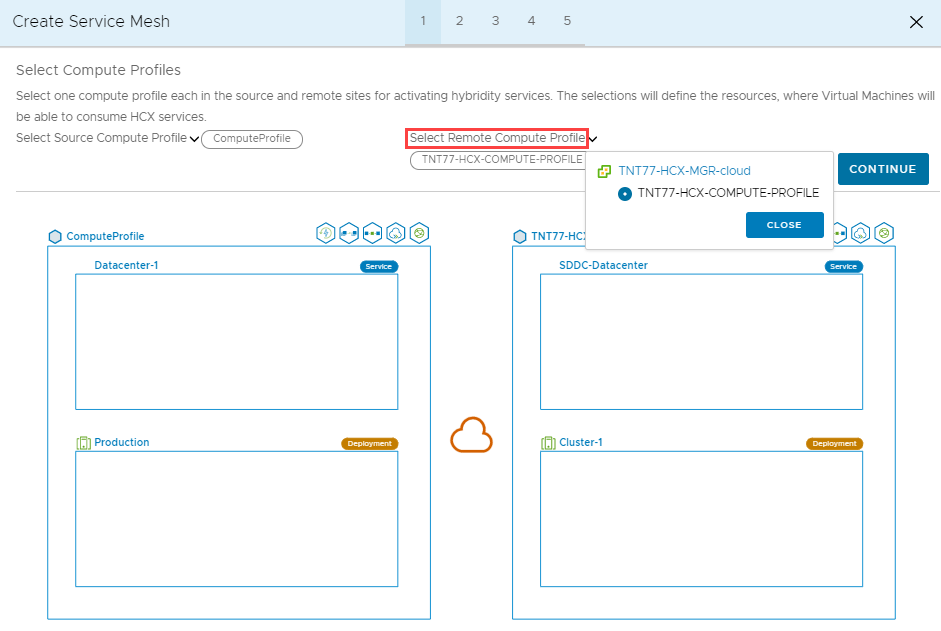 Create Service Mesh
1 2 3 4 5
Select Compute Profiles
Select one compute profile each in the source and remote sites for activating hybridity services. The selections will define the resources, where Virtual Machines will
be able to consume HCX services.
Select Source Compute Profile
ComputeProfile
Select Remote Compute Profile
TNT77-HCX-COMPUTE-PROFILE
TNT77-HCX-MGR-cloud
TNT77-HCX-COMPUTE-PROFILE
CLOSE
CONTINUE
ComputeProfile
Datacenter-1
Service
Production
Deployment
TNT77-HC
SDDC-Datacenter
Service
Cluster-1
Deployment